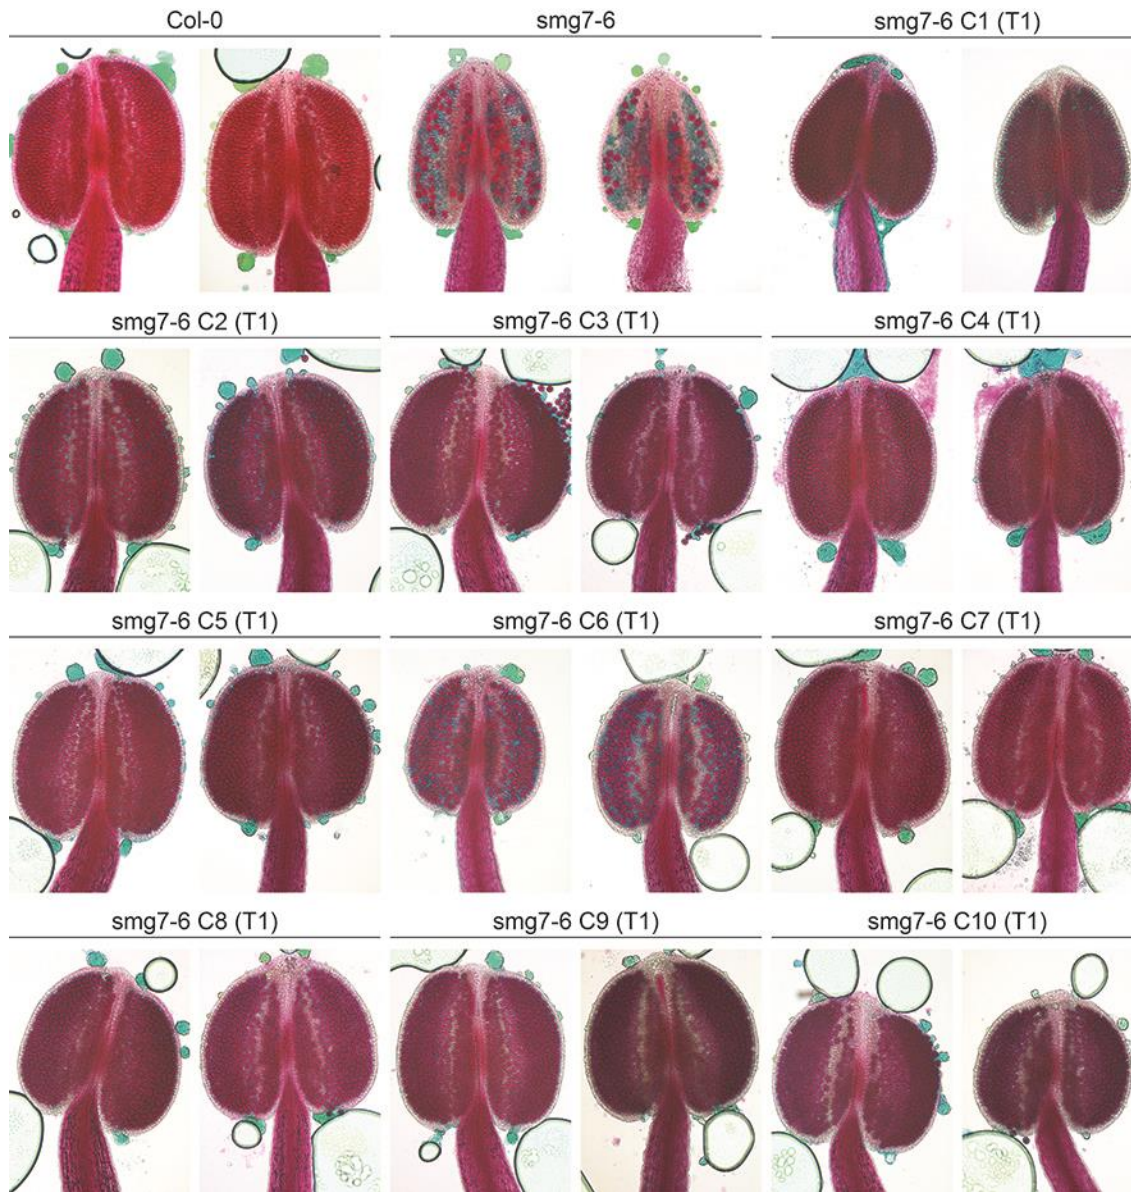 Col-0
smg7-6
smg7-6 C1 (T1)
smg7-6 C2 (T1)
smg7-6 C3 (T1)
smg7-6 C4 (T1)
smg7-6 C5 (T1)
smg7-6 C6 (T1)
smg7-6 C7 (T1)
smg7-6 C8 (T1)
smg7-6 C9 (T1)
smg7-6 C10 (T1)